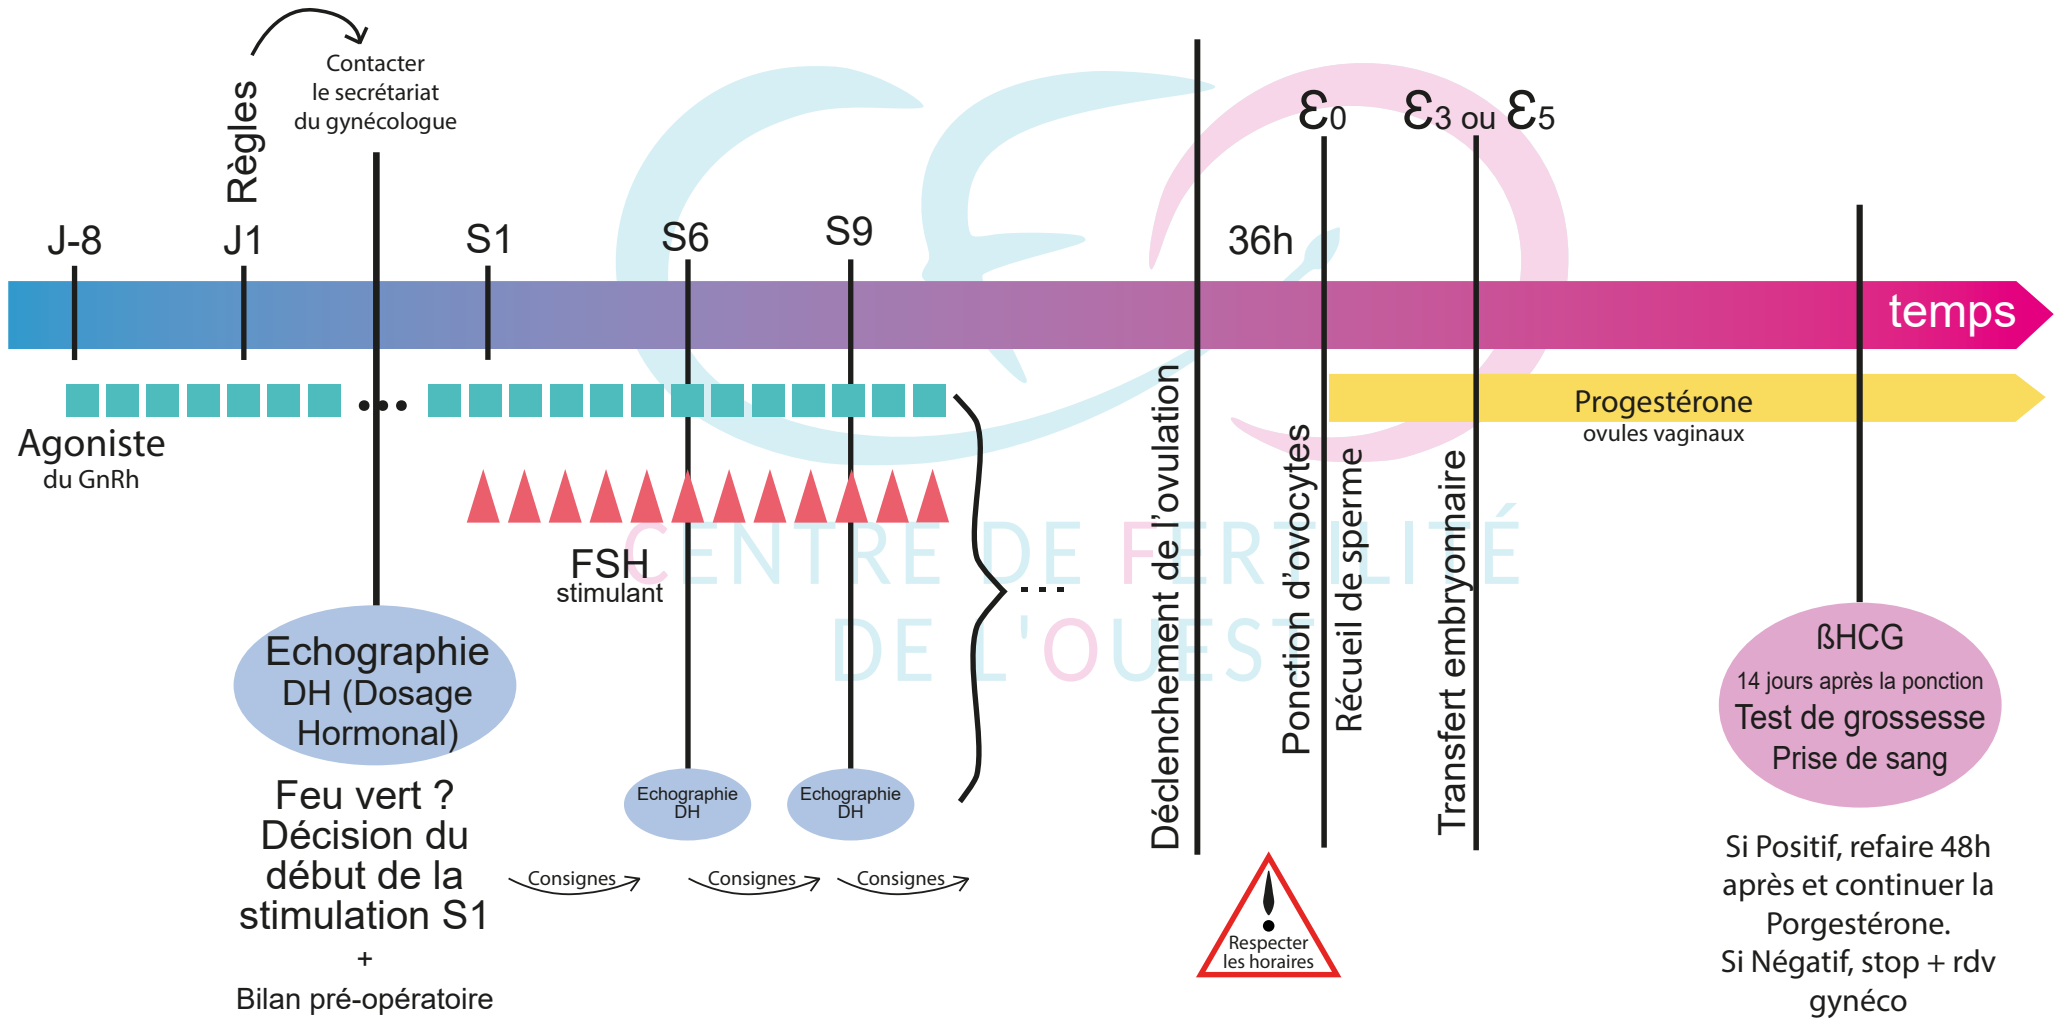 Contacter
le secrétariat
du gynécologue
Règles
J-8
J1
S1
S6
S9
36h
Ɛ0
Ɛ3 ou Ɛ5
temps
Agoniste
du GnRh
FSH
stimulant
Progestérone
ovules vaginaux
Déclenchement de l'ovulation
Ponction d'ovocytes
Récueil de sperme
Transfert embryonnaire
CENTRE DE FERTILITÉ
DE L'OUEST
Echographie
DH (Dosage
Hormonal)
Feu vert ?
Décision du
début de la
stimulation S1
+
Bilan pré-opératoire
Echographie
DH
Echographie
DH
Consignes
Consignes
Consignes
Respecter
les horaires
ßHCG
14 jours après la ponction
Test de grossesse
Prise de sang
Si Positif, refaire 48h
après et continuer la
Porgestérone.
Si Négatif, stop + rdv
gynéco